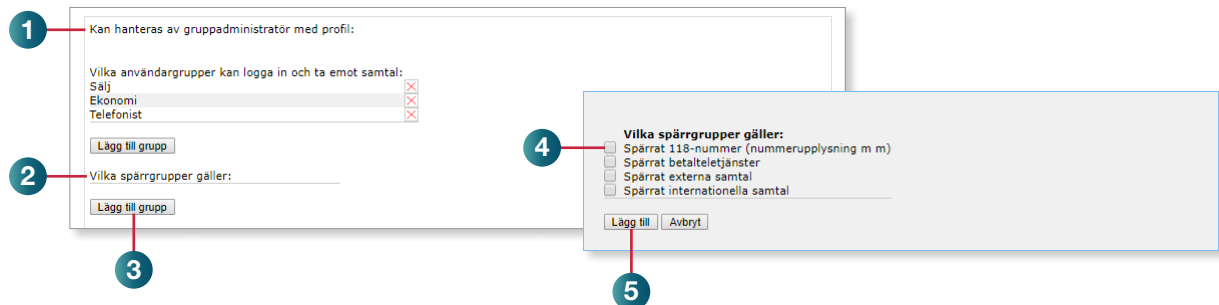 1
Kan hanteras av gruppadministratör med profil:
Vilka användargrupper kan logga in och ta emot samtal:
Sälj
Ekonomi
Telefonist
Lägg till grupp
2
Vilka spärrgrupper gäller:
Lägg till grupp
3
Vilka spärrgrupper gäller:
4
Spärrat 118-nummer (nummerupplysning m m)
Spärrat betalteletjänster
Spärrat externa samtal
Spärrat internationella samtal
Lägg till Avbryt
5